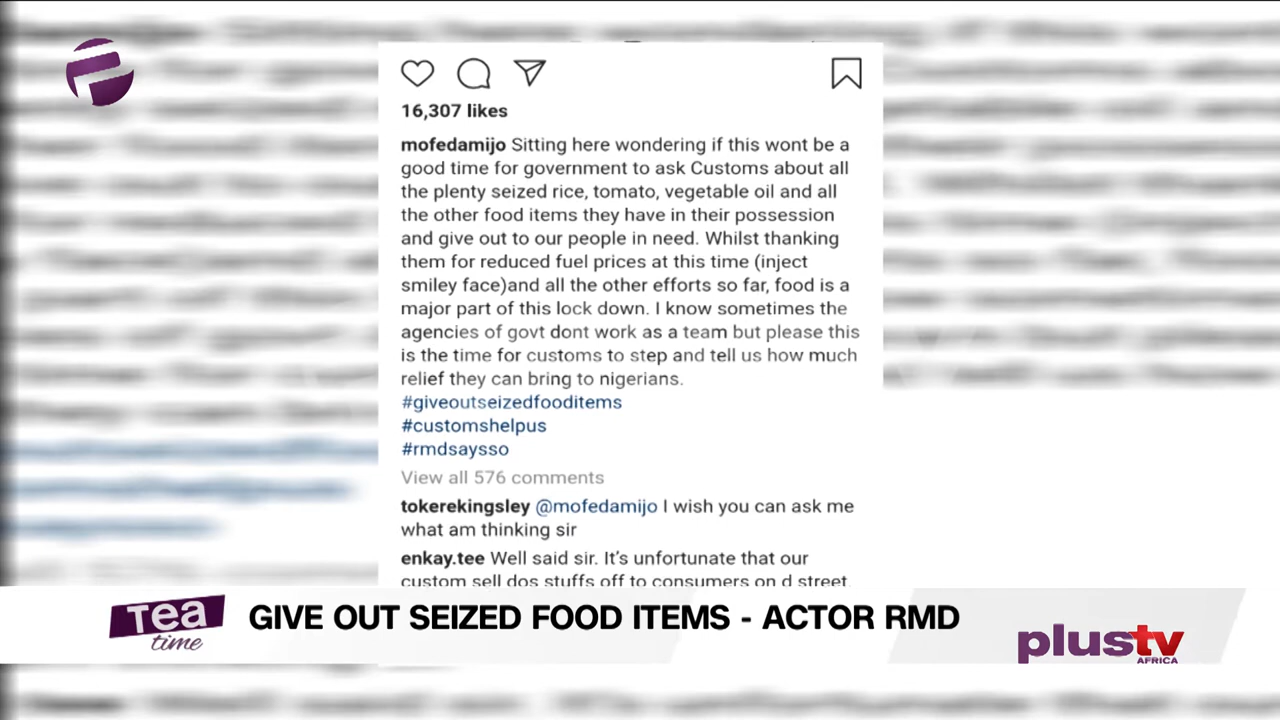 16,307 likes
mofedamijo Sitting here wondering if this wont be a
good time for government to ask Customs about all
the plenty seized rice, tomato, vegetable oil and all
the other food items they have in their possession
and give out to our people in need. Whilst thanking
them for reduced fuel prices at this time (inject
smiley face)and all the other efforts so far, food is a
major part of this lock down. I know sometimes the
agencies of govt dont work as a team but please this
is the time for customs to step and tell us how much
relief they can bring to nigerians.
#giveoutseizedfooditems
#customshelpus
#rmdsaysso
View all 576 comments
tokerekingsley @mofedamijo I wish you can ask me
what am thinking sir
enkay.tee Well said sir. It's unfortunate that our
custom sell dos stuffs off to consumers on d street.
Tea
time
GIVE OUT SEIZED FOOD ITEMS - ACTOR RMD
plustv
AFRICA